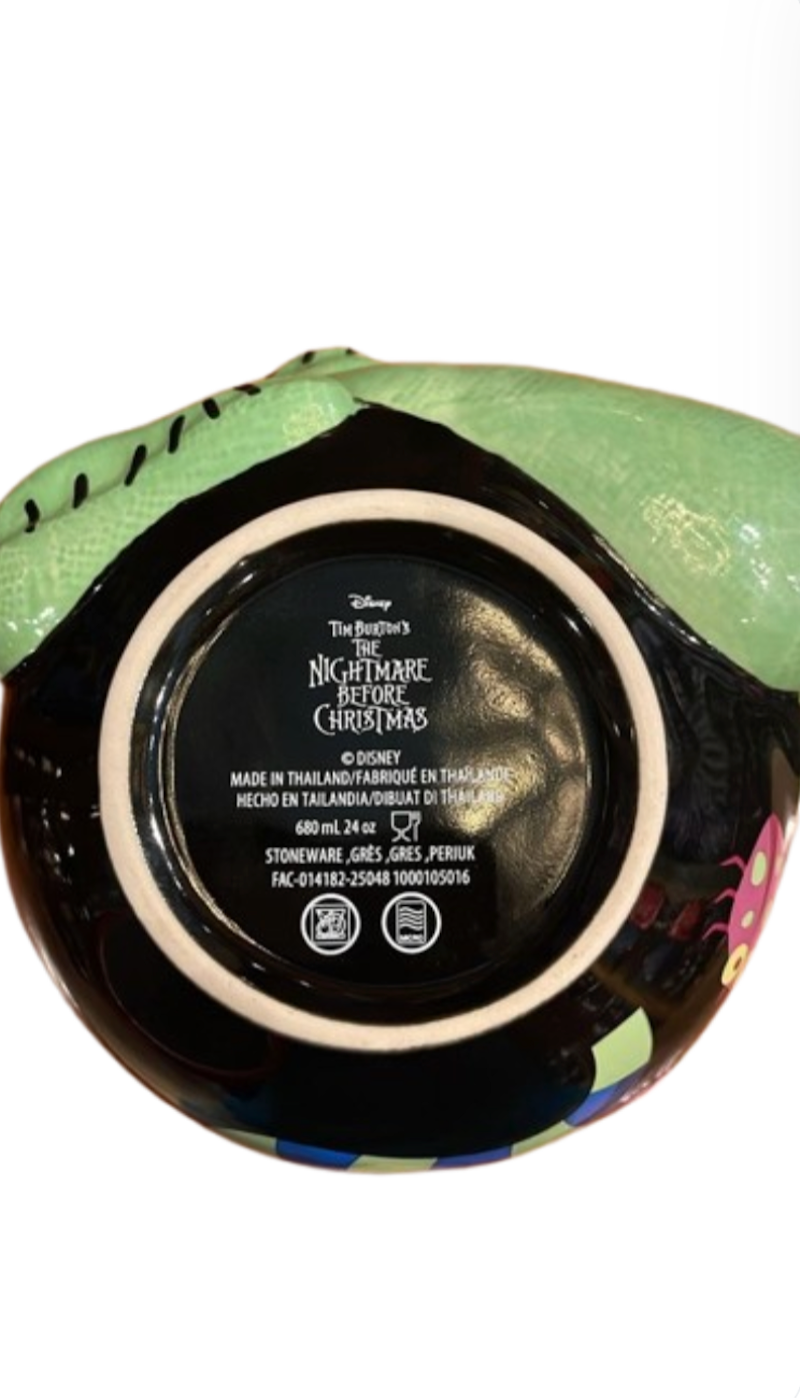 Disney
TIM BURTON'S
THE
NIGHTMARE
BEFORE
CHRISTMAS
© DISNEY
MADE IN THAILAND/FABRIQUÉ EN THAÏLANDE
HECHO EN TAILANDIA/DIBUAT DI THAILAND
680 mL 24 oz
STONEWARE ,GRÈS ,GRES ,PERIUK
FAC-014182-25048 1000105016